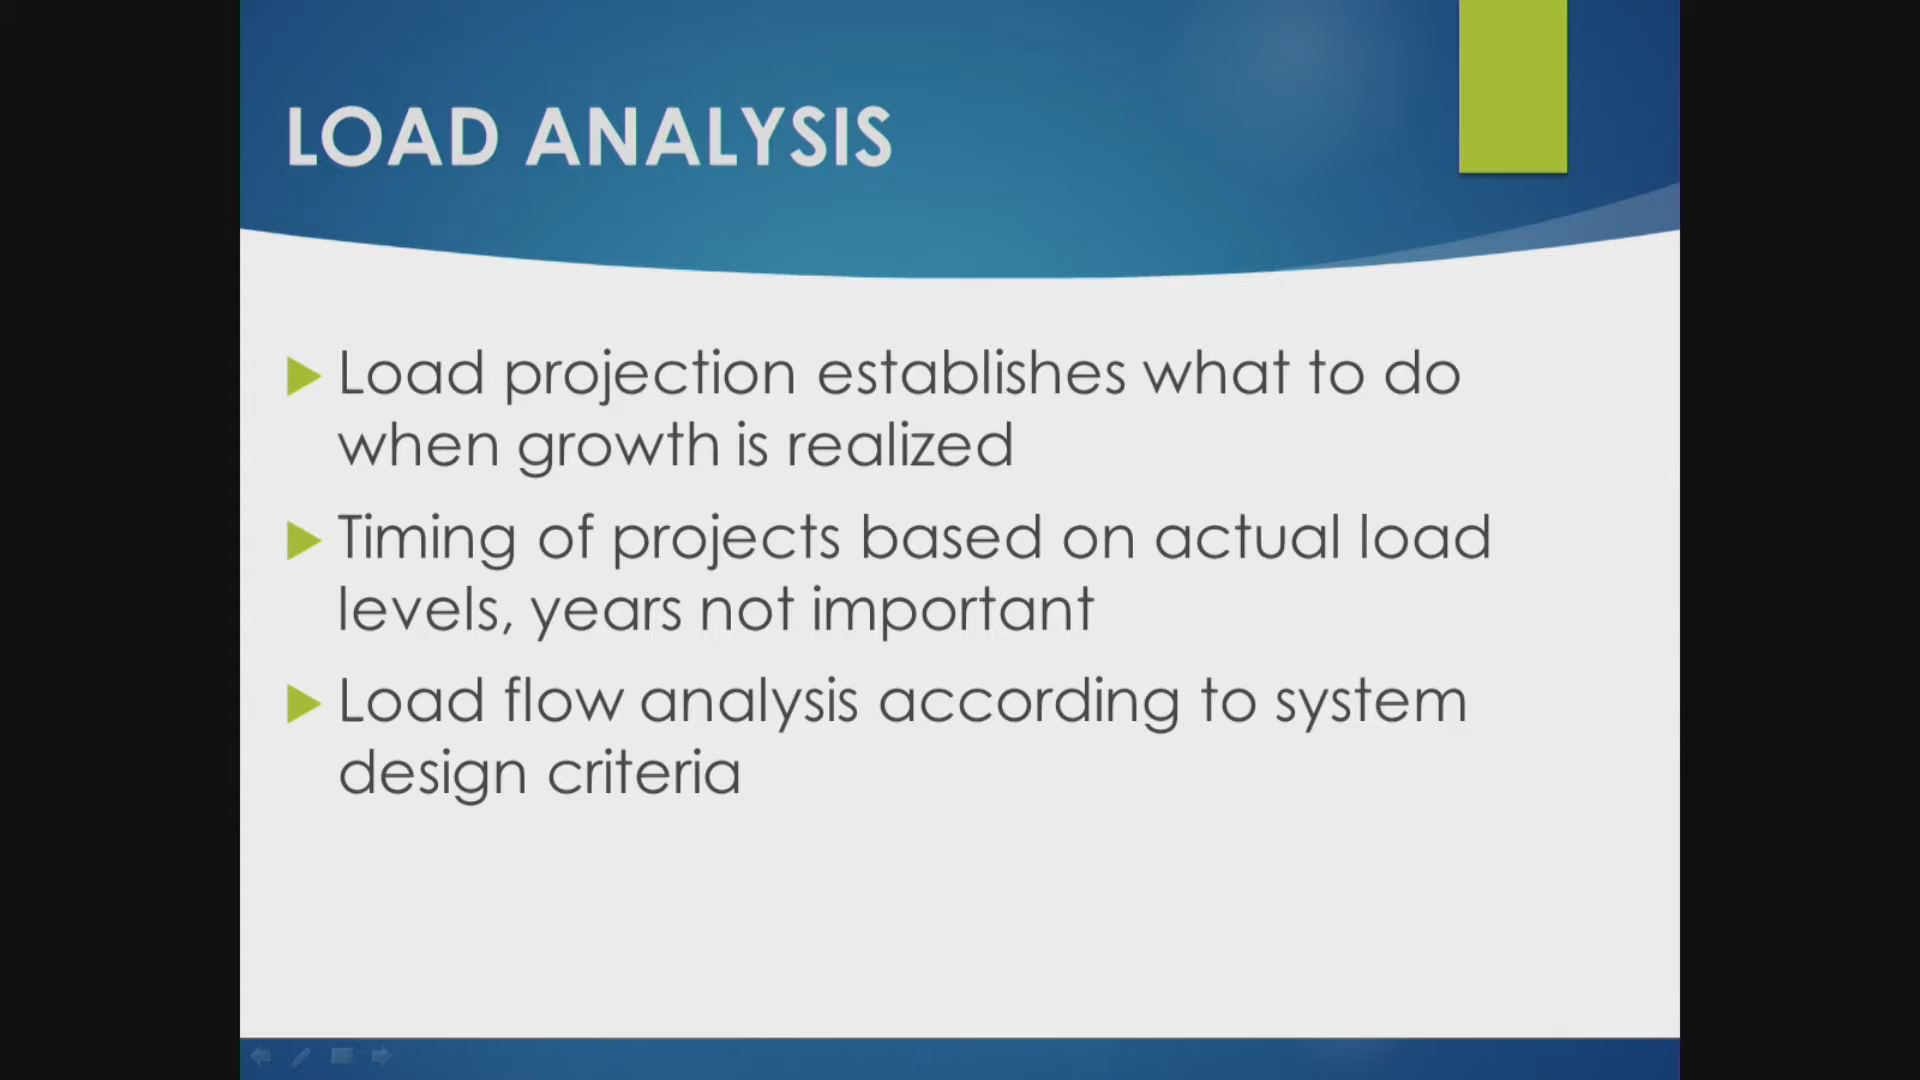 LOAD ANALYSIS
Load projection establishes what to do
when growth is realized
Timing of projects based on actual load
levels, years not important
Load flow analysis according to system
design criteria